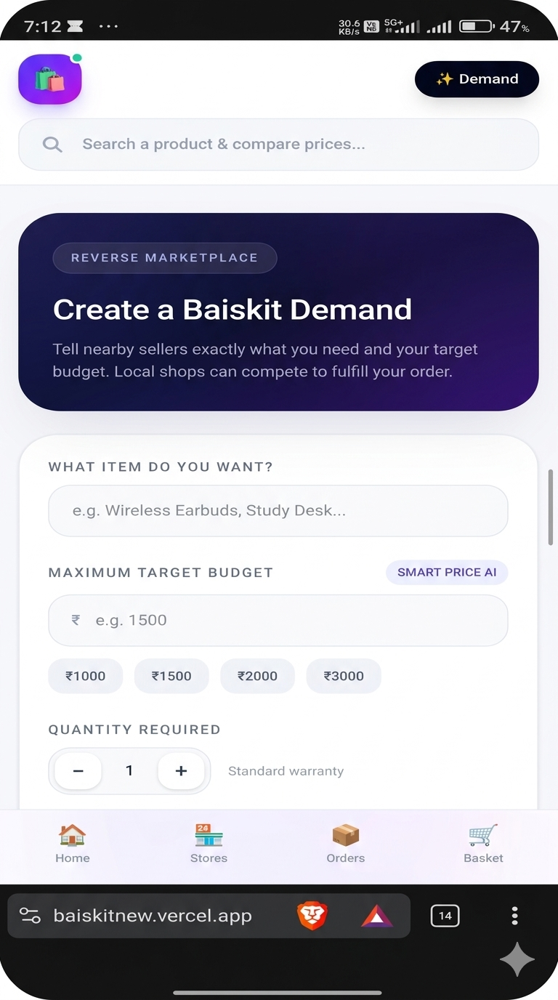 7:12
30.6
KB/s
5G+
47%
✨ Demand
Search a product & compare prices...
REVERSE MARKETPLACE
Create a Baiskit Demand
Tell nearby sellers exactly what you need and your target
budget. Local shops can compete to fulfill your order.
WHAT ITEM DO YOU WANT?
e.g. Wireless Earbuds, Study Desk...
MAXIMUM TARGET BUDGET
SMART PRICE AI
₹ e.g. 1500
₹1000 ₹1500 ₹2000 ₹3000
QUANTITY REQUIRED
− 1 + Standard warranty
24
Home Stores Orders Basket
baiskitnew.vercel.app
14